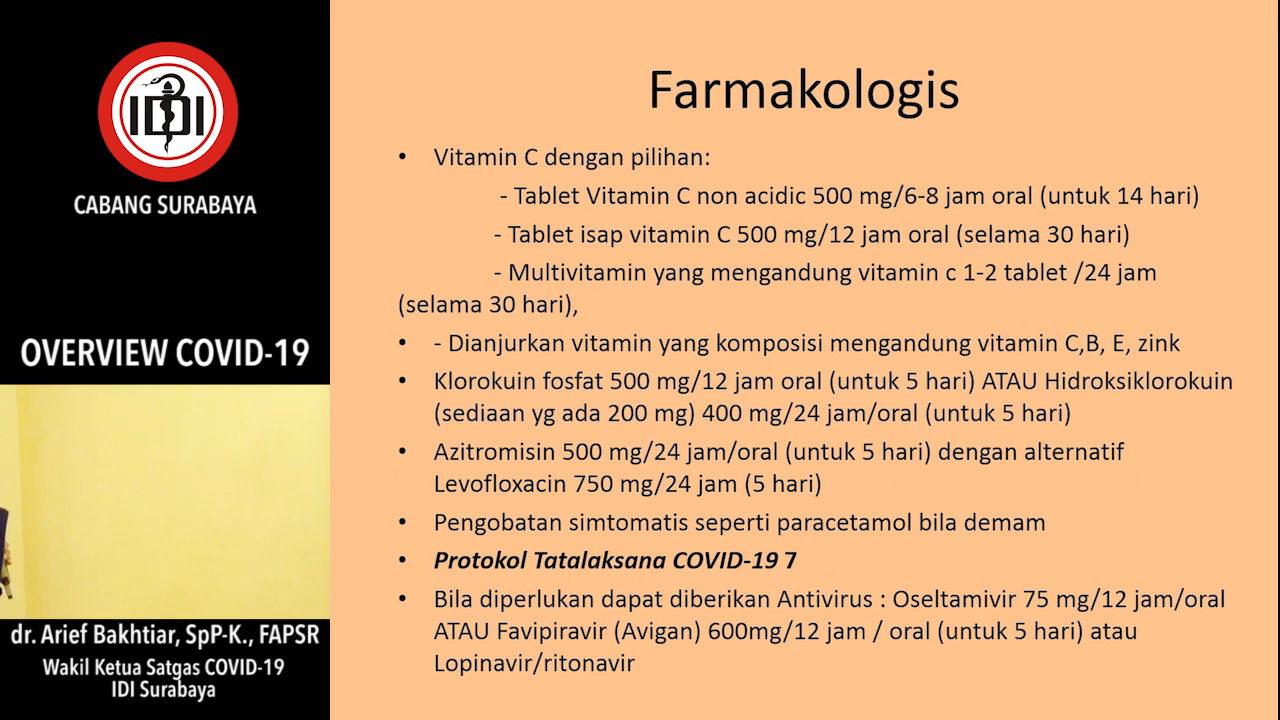 IDI
CABANG SURABAYA
OVERVIEW COVID-19
dr. Arief Bakhtiar, SpP-K., FAPSR
Wakil Ketua Satgas COVID-19
IDI Surabaya
Farmakologis
• Vitamin C dengan pilihan:
- Tablet Vitamin C non acidic 500 mg/6-8 jam oral (untuk 14 hari)
- Tablet isap vitamin C 500 mg/12 jam oral (selama 30 hari)
- Multivitamin yang mengandung vitamin c 1-2 tablet /24 jam
(selama 30 hari),
• - Dianjurkan vitamin yang komposisi mengandung vitamin C,B, E, zink
• Klorokuin fosfat 500 mg/12 jam oral (untuk 5 hari) ATAU Hidroksiklorokuin
(sediaan yg ada 200 mg) 400 mg/24 jam/oral (untuk 5 hari)
• Azitromisin 500 mg/24 jam/oral (untuk 5 hari) dengan alternatif
Levofloxacin 750 mg/24 jam (5 hari)
• Pengobatan simtomatis seperti paracetamol bila demam
• Protokol Tatalaksana COVID-19 7
• Bila diperlukan dapat diberikan Antivirus : Oseltamivir 75 mg/12 jam/oral
ATAU Favipiravir (Avigan) 600mg/12 jam / oral (untuk 5 hari) atau
Lopinavir/ritonavir